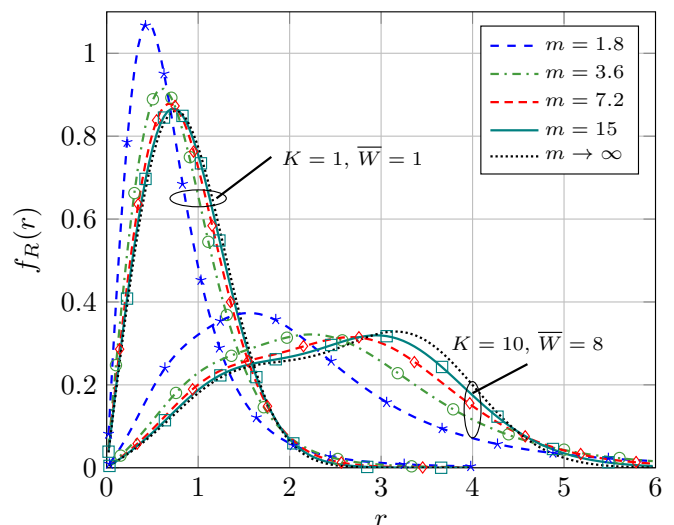 m = 1.8
m = 3.6
m = 7.2
m = 15
m → ∞
K = 1, W̅ = 1
K = 10, W̅ = 8
f_R(r)
1
0.8
0.6
0.4
0.2
0
0 1 2 3 4 5 6
r